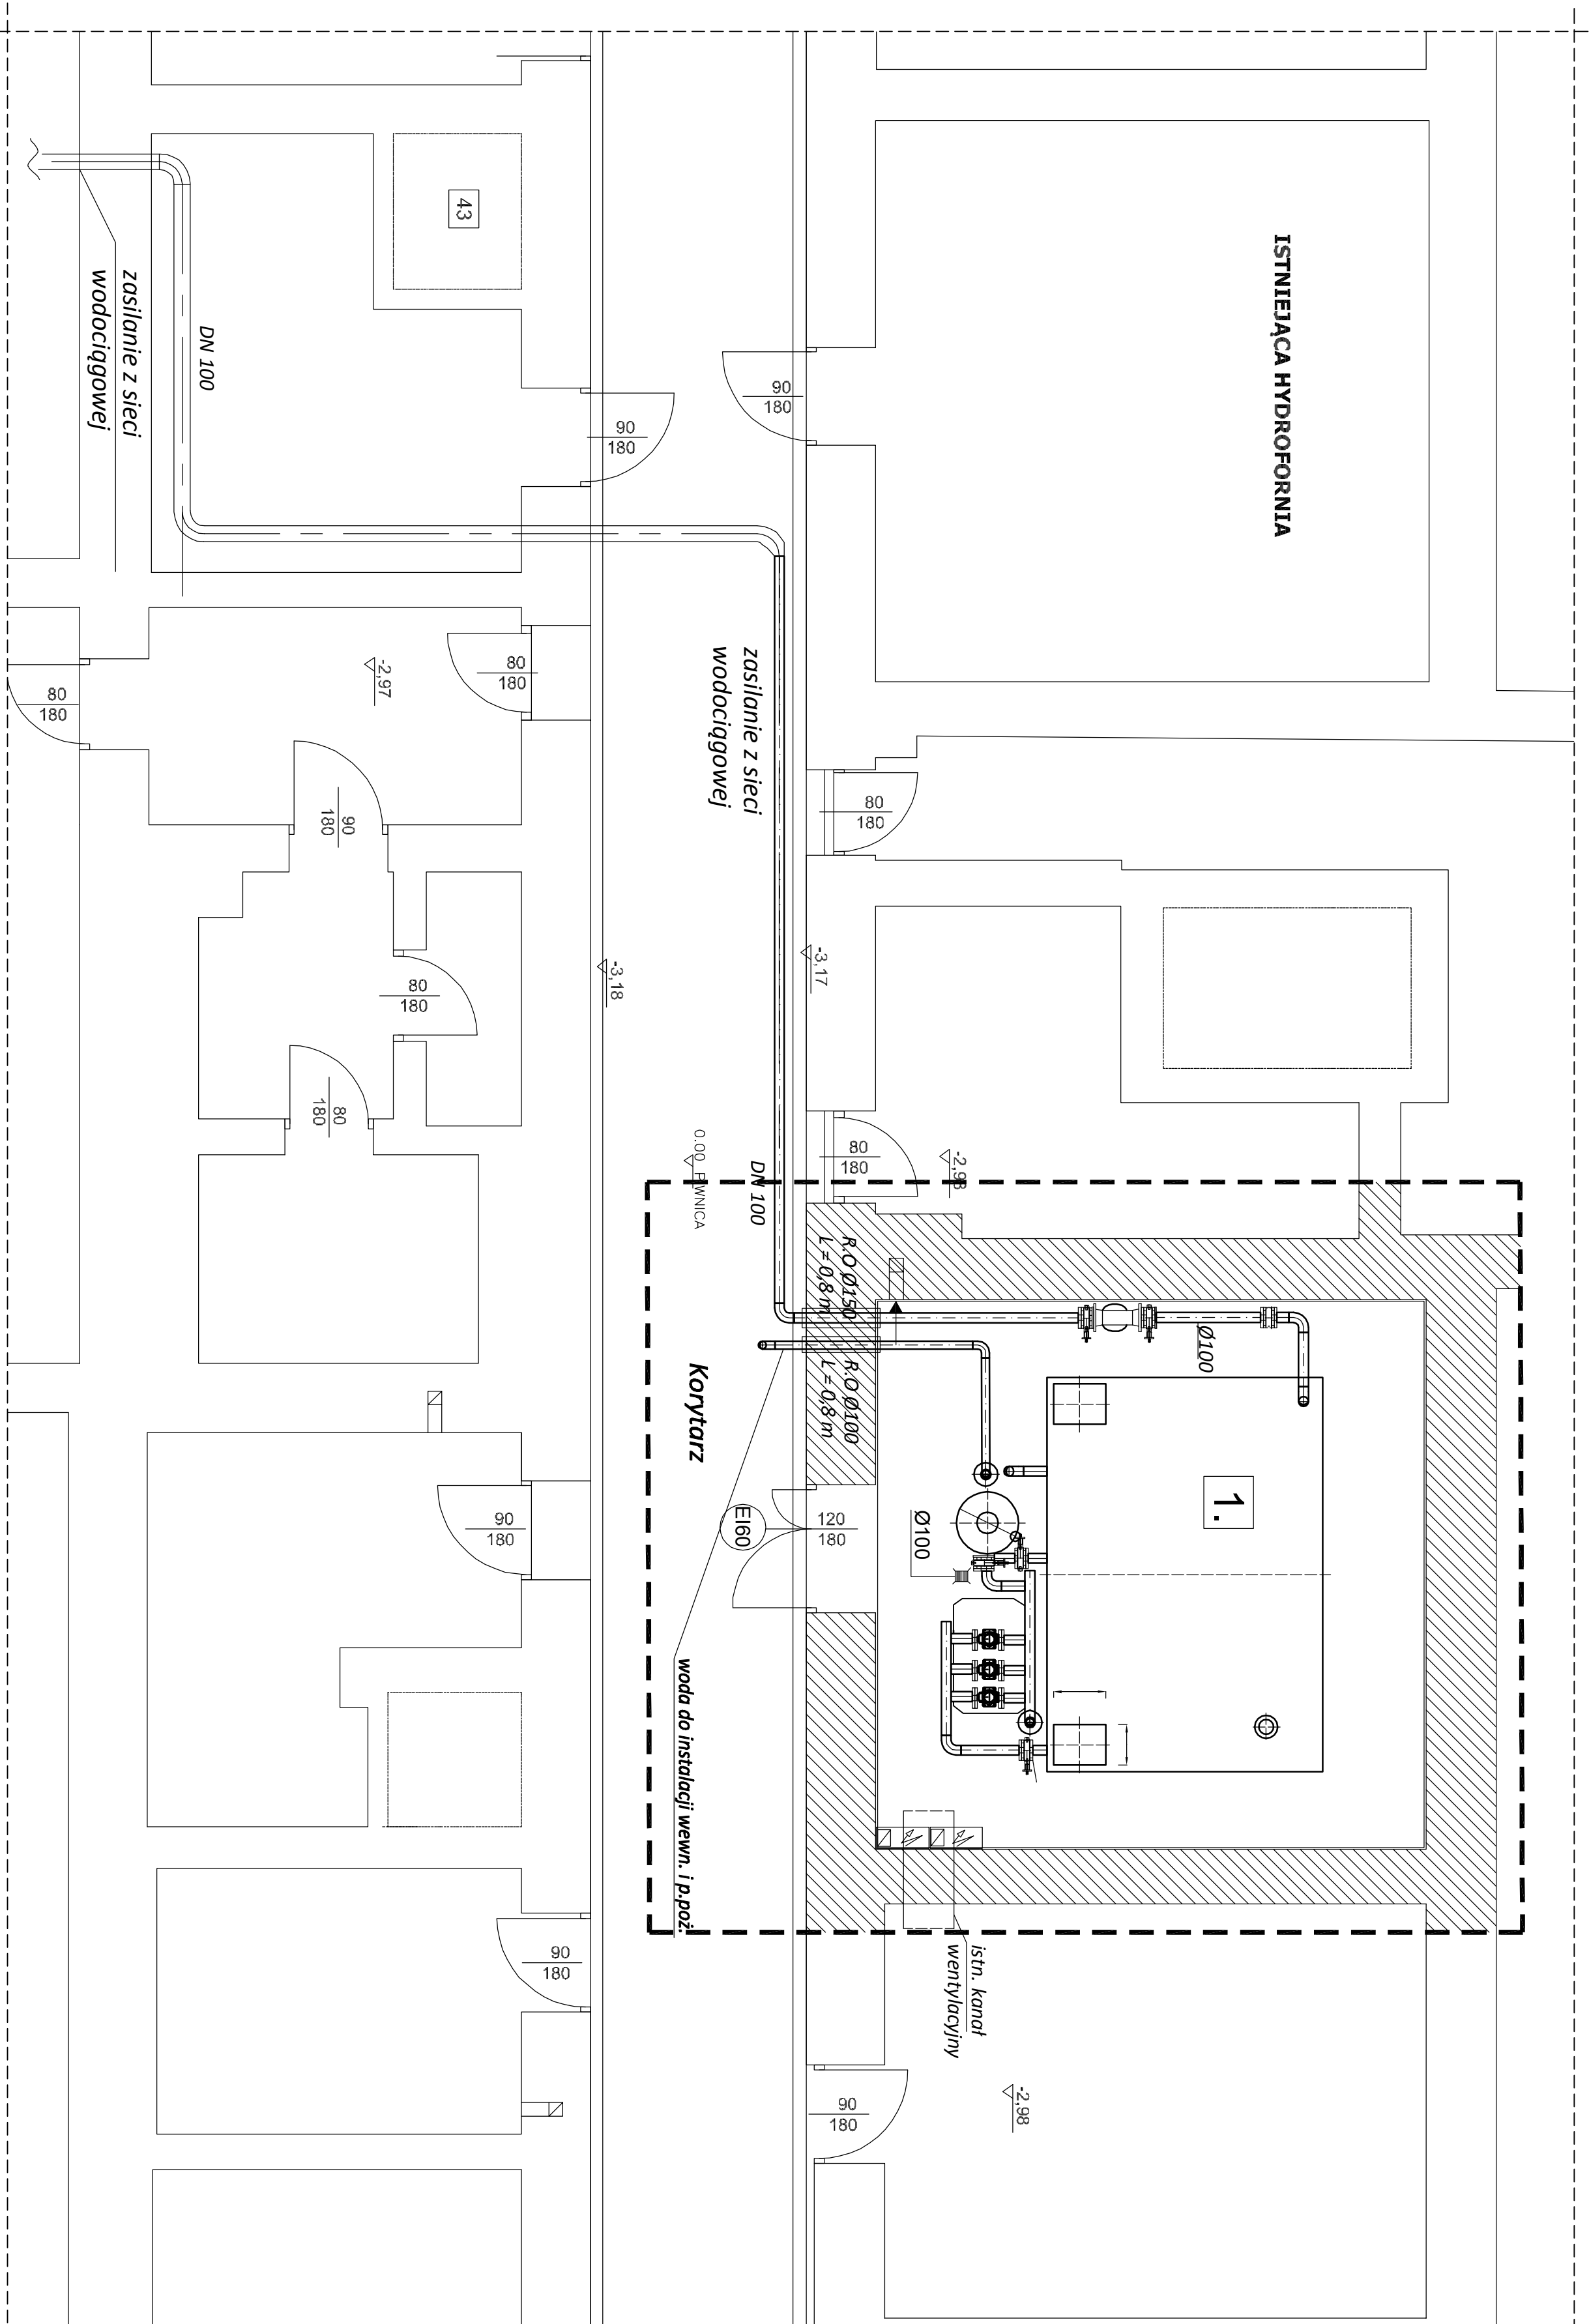 ISTNIEJĄCA HYDROFORNIA
43
zasilanie z sieci
wodociągowej
DN 100
90
180
90
180
80
180
-2,97
80
180
90
180
zasilanie z sieci
wodociągowej
80
180
-3,17
-3,18
80
180
80
180
80
180
-2,98
0.00 PIWNICA
DN 100
R.O Ø150
L = 0,8 m
R.O Ø100
L = 0,8 m
Ø100
Korytarz
1.
Ø100
EI60
120
180
90
180
woda do instalacji wewn. i p.poż.
istn. kanał
wentylacyjny
90
180
90
180
-2,98